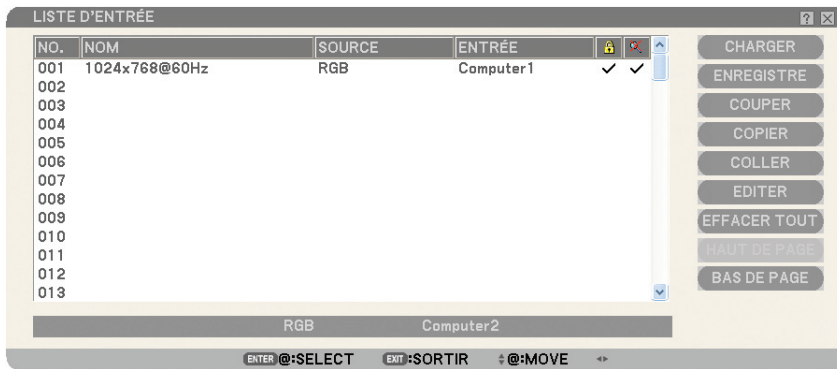 LISTE D'ENTRÉE ?
NO. NOM SOURCE ENTRÉE
001 1024x768@60Hz RGB Computer1
002
003
004
005
006
007
008
009
010
011
012
013
CHARGER
ENREGISTRE
COUPER
COPIER
COLLER
EDITER
EFFACER TOUT
HAUT DE PAGE
BAS DE PAGE
RGB Computer2
ENTER @:SELECT EXIT :SORTIR @:MOVE